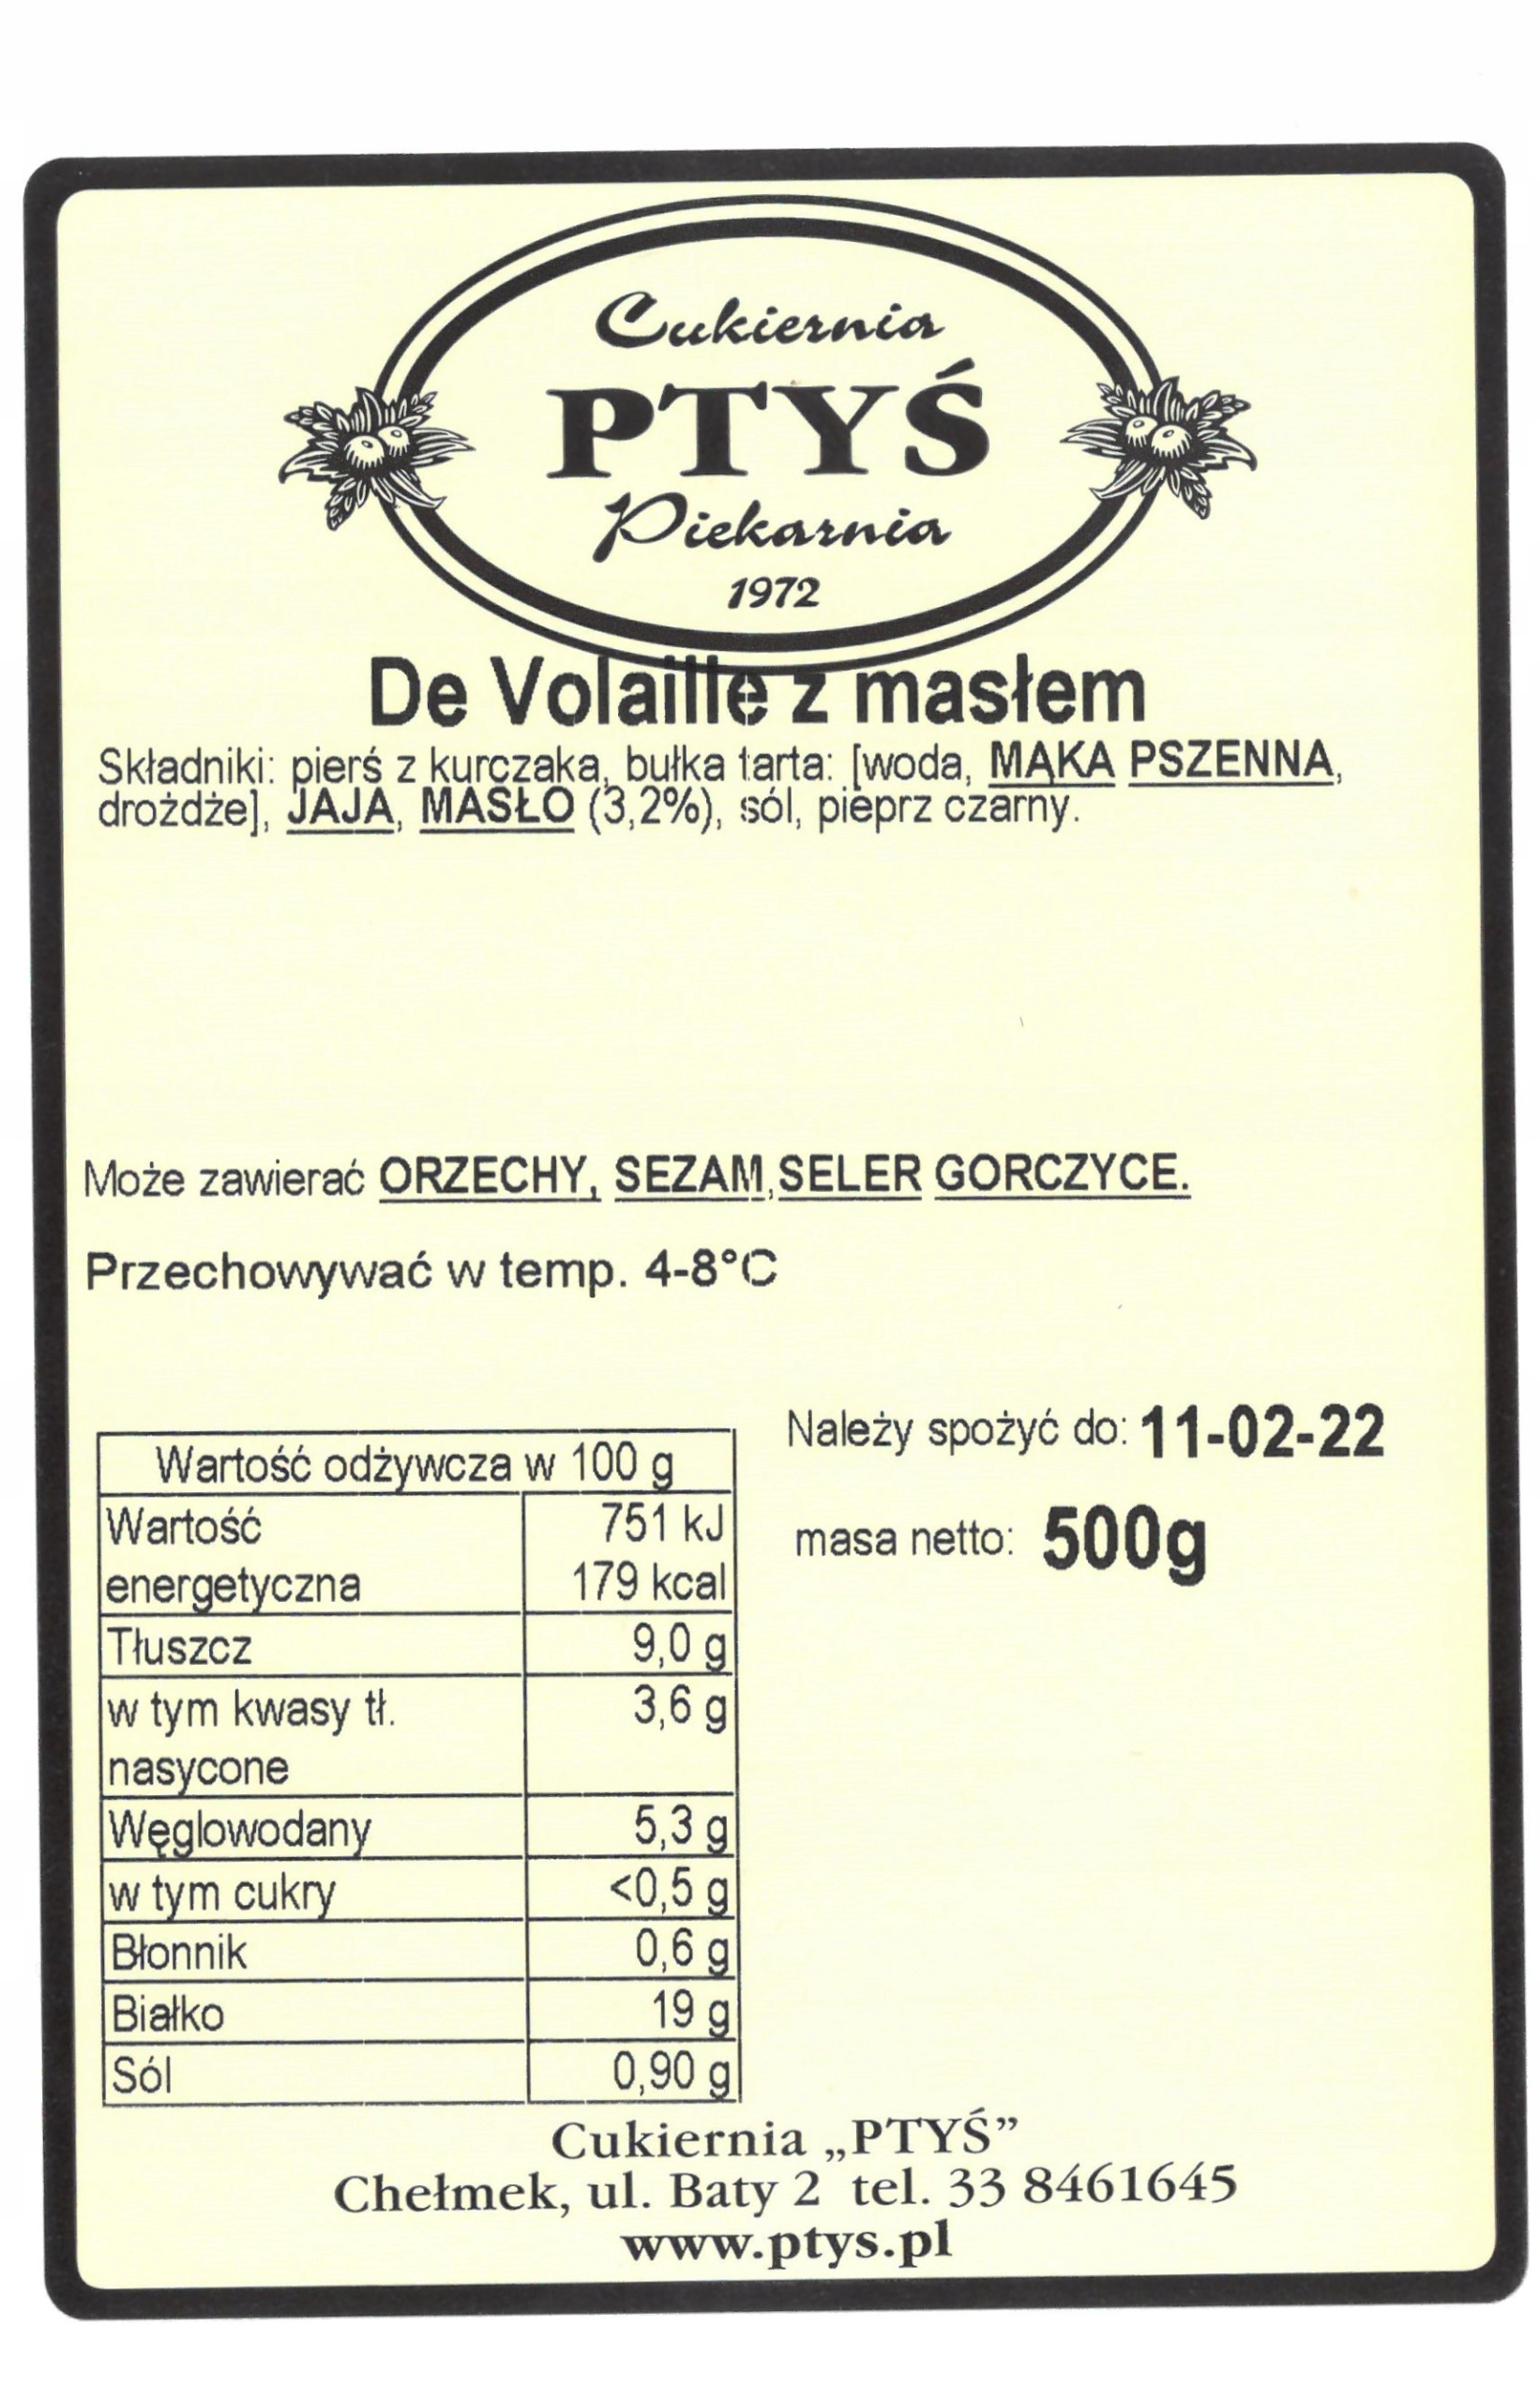 Cukiernia
PTYŚ
Piekarnia
1972
De Volaille z masłem
Składniki: pierś z kurczaka, bułka tarta: [woda, MĄKA PSZENNA,
drożdże], JAJA, MASŁO (3,2%), sól, pieprz czarny.
Może zawierać ORZECHY, SEZAM,SELER GORCZYCE.
Przechowywać w temp. 4-8°C
Należy spożyć do: 11-02-22
masa netto: 500g
Wartość odżywcza w 100 g
Wartość 751 kJ
energetyczna 179 kcal
Tłuszcz 9,0 g
w tym kwasy tł. 3,6 g
nasycone
Węglowodany 5,3 g
w tym cukry <0,5 g
Błonnik 0,6 g
Białko 19 g
Sól 0,90 g
Cukiernia „PTYŚ”
Chełmek, ul. Baty 2 tel. 33 8461645
www.ptys.pl